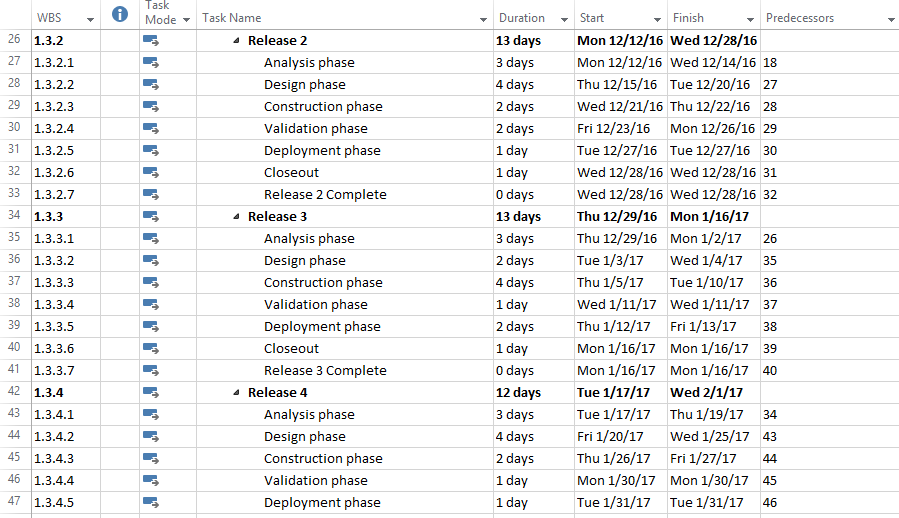 WBS Task Mode Task Name Duration Start Finish Predecessors
26 1.3.2 Release 2 13 days Mon 12/12/16 Wed 12/28/16
27 1.3.2.1 Analysis phase 3 days Mon 12/12/16 Wed 12/14/16 18
28 1.3.2.2 Design phase 4 days Thu 12/15/16 Tue 12/20/16 27
29 1.3.2.3 Construction phase 2 days Wed 12/21/16 Thu 12/22/16 28
30 1.3.2.4 Validation phase 2 days Fri 12/23/16 Mon 12/26/16 29
31 1.3.2.5 Deployment phase 1 day Tue 12/27/16 Tue 12/27/16 30
32 1.3.2.6 Closeout 1 day Wed 12/28/16 Wed 12/28/16 31
33 1.3.2.7 Release 2 Complete 0 days Wed 12/28/16 Wed 12/28/16 32
34 1.3.3 Release 3 13 days Thu 12/29/16 Mon 1/16/17
35 1.3.3.1 Analysis phase 3 days Thu 12/29/16 Mon 1/2/17 26
36 1.3.3.2 Design phase 2 days Tue 1/3/17 Wed 1/4/17 35
37 1.3.3.3 Construction phase 4 days Thu 1/5/17 Tue 1/10/17 36
38 1.3.3.4 Validation phase 1 day Wed 1/11/17 Wed 1/11/17 37
39 1.3.3.5 Deployment phase 2 days Thu 1/12/17 Fri 1/13/17 38
40 1.3.3.6 Closeout 1 day Mon 1/16/17 Mon 1/16/17 39
41 1.3.3.7 Release 3 Complete 0 days Mon 1/16/17 Mon 1/16/17 40
42 1.3.4 Release 4 12 days Tue 1/17/17 Wed 2/1/17
43 1.3.4.1 Analysis phase 3 days Tue 1/17/17 Thu 1/19/17 34
44 1.3.4.2 Design phase 4 days Fri 1/20/17 Wed 1/25/17 43
45 1.3.4.3 Construction phase 2 days Thu 1/26/17 Fri 1/27/17 44
46 1.3.4.4 Validation phase 1 day Mon 1/30/17 Mon 1/30/17 45
47 1.3.4.5 Deployment phase 1 day Tue 1/31/17 Tue 1/31/17 46